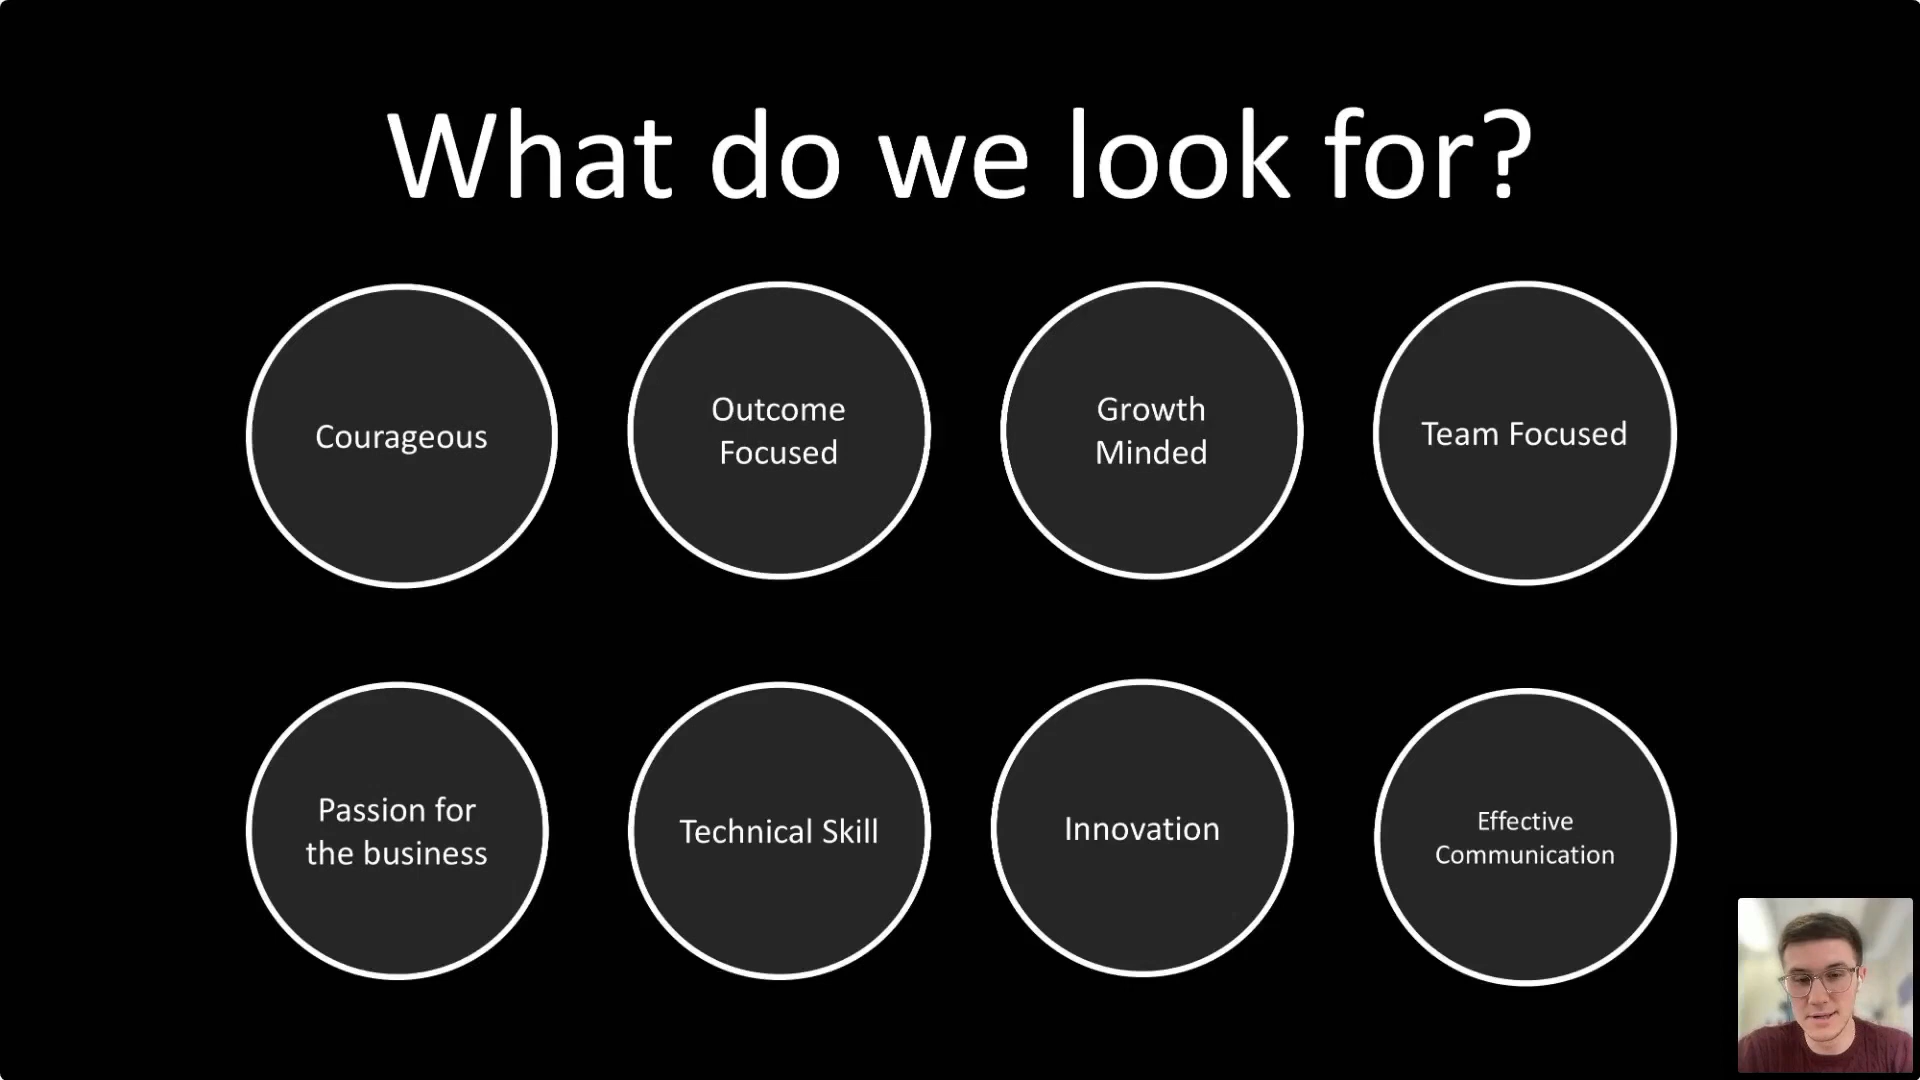 What do we look for?
Courageous
Outcome
Focused
Growth
Minded
Team Focused
Passion for
the business
Technical Skill
Innovation
Effective
Communication